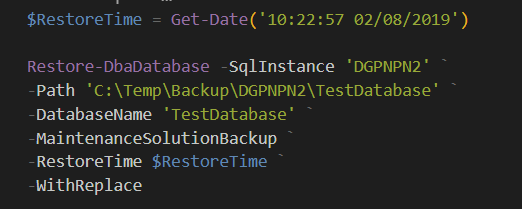 $RestoreTime = Get-Date('10:22:57 02/08/2019')
Restore-DbaDatabase -SqlInstance 'DGPNPN2' `
-Path 'C:\Temp\Backup\DGPNPN2\TestDatabase' `
-DatabaseName 'TestDatabase' `
-MaintenanceSolutionBackup `
-RestoreTime $RestoreTime `
-WithReplace